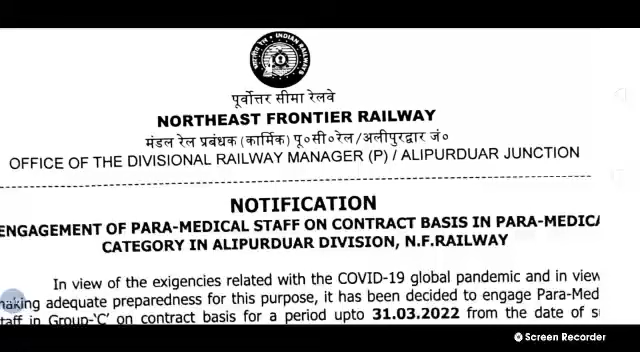 पूर्वोत्तर सीमा रेलवे
NORTHEAST FRONTIER RAILWAY
मंडल रेल प्रबंधक (कार्मिक) पू०सी०रेल/अलीपुरद्वार जं०
OFFICE OF THE DIVISIONAL RAILWAY MANAGER (P) / ALIPURDUAR JUNCTION
NOTIFICATION
ENGAGEMENT OF PARA-MEDICAL STAFF ON CONTRACT BASIS IN PARA-MEDICA
CATEGORY IN ALIPURDUAR DIVISION, N.F.RAILWAY
In view of the exigencies related with the COVID-19 global pandemic and in view
making adequate preparedness for this purpose, it has been decided to engage Para-Med
taff in Group-‘C’ on contract basis for a period upto 31.03.2022 from the date of
Screen Recorder